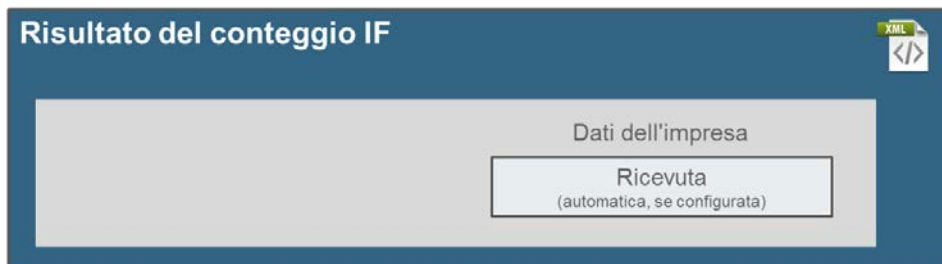 Risultato del conteggio IF
XML
</>
Dati dell'impresa
Ricevuta
(automatica, se configurata)